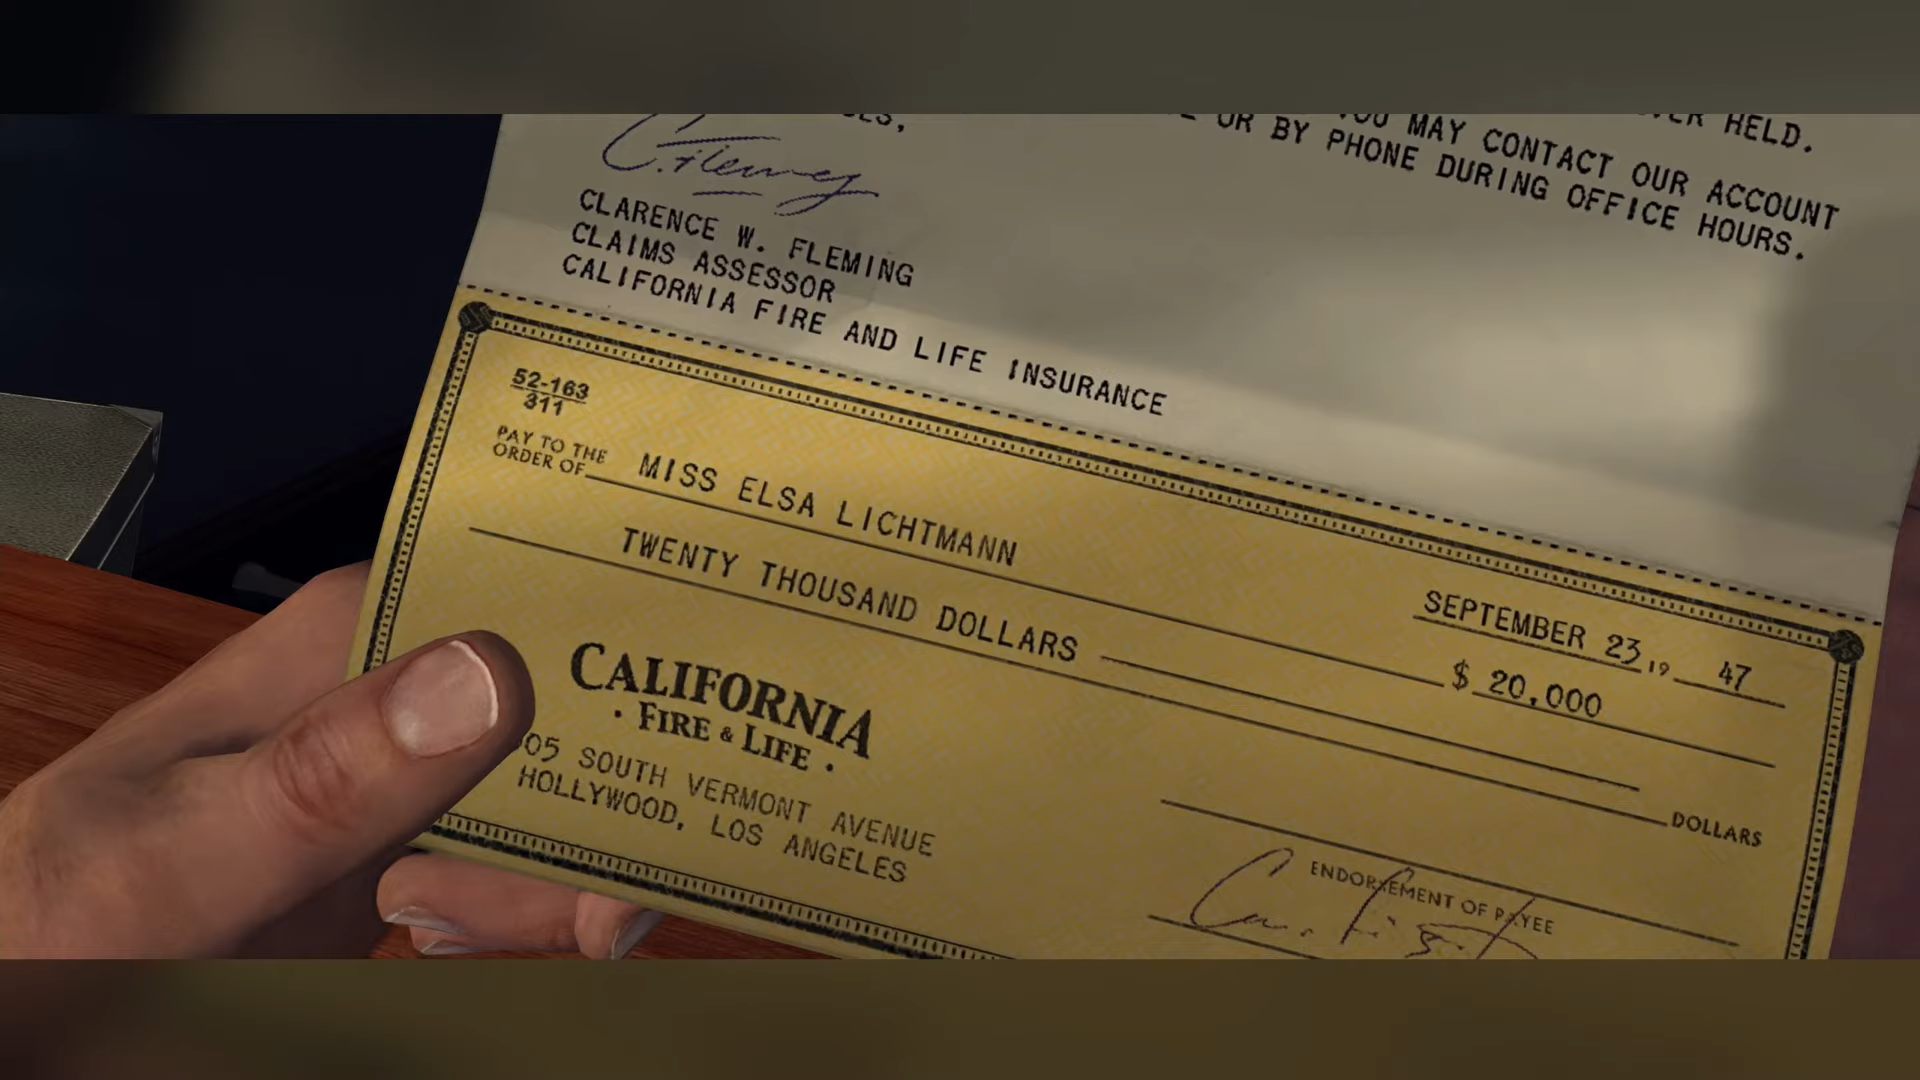 HELD.
YOU MAY CONTACT OUR ACCOUNT
OR BY PHONE DURING OFFICE HOURS.
C. Fleming
CLARENCE W. FLEMING
CLAIMS ASSESSOR
CALIFORNIA FIRE AND LIFE INSURANCE
52-163
311
PAY TO THE
ORDER OF MISS ELSA LICHTMANN
SEPTEMBER 23, 19 47
$ 20,000
TWENTY THOUSAND DOLLARS
DOLLARS
CALIFORNIA
· FIRE & LIFE ·
05 SOUTH VERMONT AVENUE
HOLLYWOOD, LOS ANGELES
ENDORSEMENT OF PAYEE